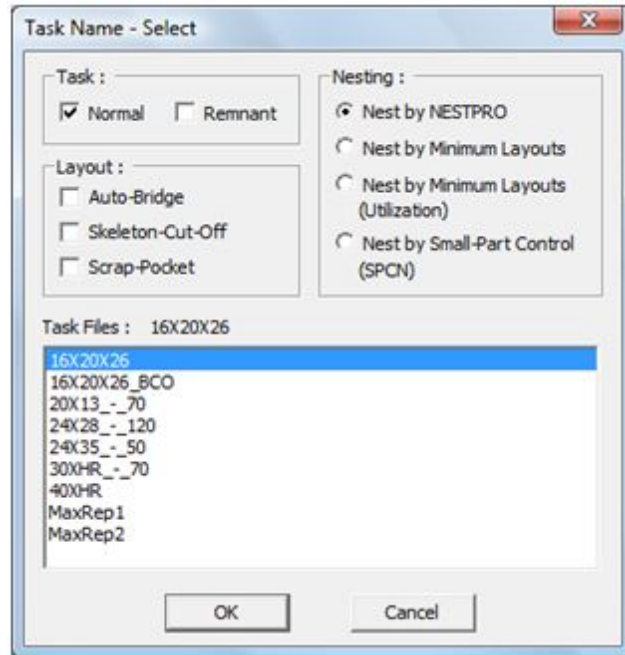 Task Name - Select
Task :
Normal Remnant
Layout :
Auto-Bridge
Skeleton-Cut-Off
Scrap-Pocket
Nesting :
Nest by NESTPRO
Nest by Minimum Layouts
Nest by Minimum Layouts
(Utilization)
Nest by Small-Part Control
(SPCN)
Task Files : 16X20X26
16X20X26
16X20X26_BCO
20X13_-_70
24X28_-_120
24X35_-_50
30XHR_-_70
40XHR
MaxRep1
MaxRep2
OK Cancel